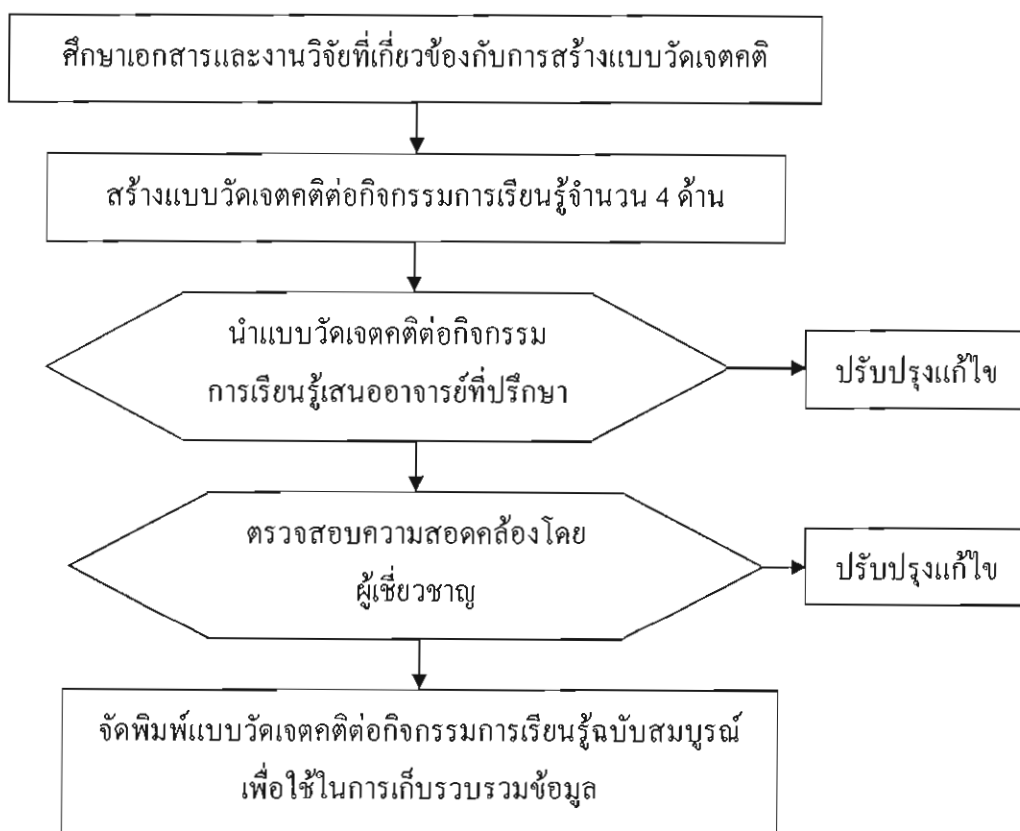 ศึกษาเอกสารและงานวิจัยที่เกี่ยวข้องกับการสร้างแบบวัดเจตคติ
สร้างแบบวัดเจตคติต่อกิจกรรมการเรียนรู้จำนวน 4 ด้าน
นำแบบวัดเจตคติต่อกิจกรรม
การเรียนรู้เสนออาจารย์ที่ปรึกษา
ปรับปรุงแก้ไข
ตรวจสอบความสอดคล้องโดย
ผู้เชี่ยวชาญ
ปรับปรุงแก้ไข
จัดพิมพ์แบบวัดเจตคติต่อกิจกรรมการเรียนรู้ฉบับสมบูรณ์
เพื่อใช้ในการเก็บรวบรวมข้อมูล